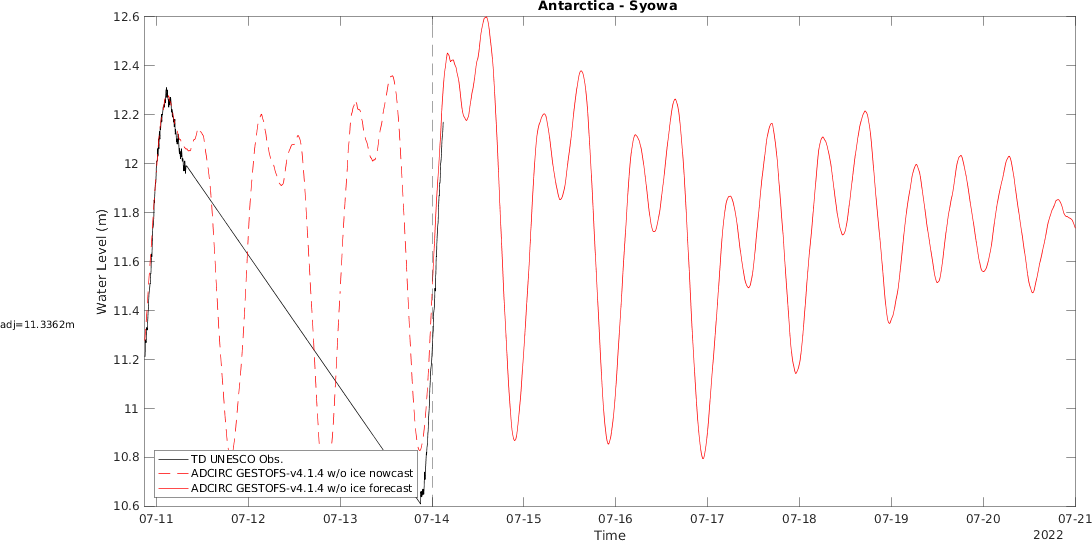 Antarctica - Syowa
12.6
12.4
12.2
12
11.8
11.6
11.4
11.2
11
10.8
10.6
Water Level (m)
adj=11.3362m
TD UNESCO Obs.
ADCIRC GESTOFS-v4.1.4 w/o ice nowcast
ADCIRC GESTOFS-v4.1.4 w/o ice forecast
07-11 07-12 07-13 07-14 07-15 07-16 07-17 07-18 07-19 07-20 07-21
Time
2022